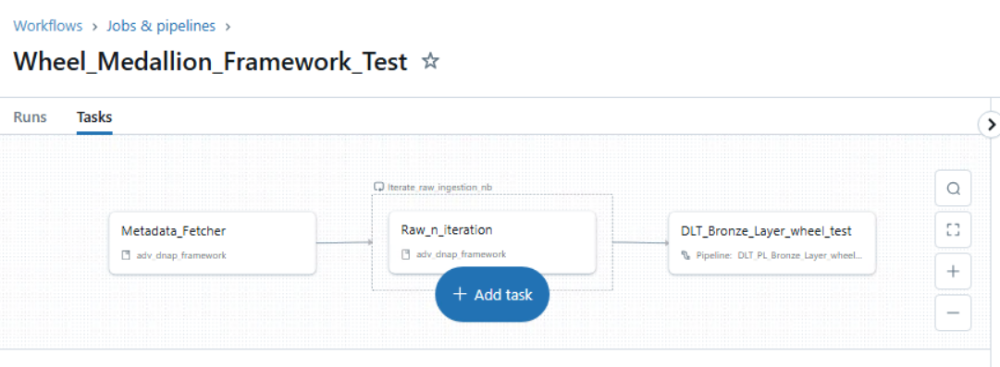 Workflows › Jobs & pipelines ›
Wheel_Medallion_Framework_Test
Runs Tasks
Iterate_raw_ingestion_nb
Metadata_Fetcher
adv_dnap_framework
Raw_n_iteration
adv_dnap_framework
DLT_Bronze_Layer_wheel_test
Pipeline: DLT_PL_Bronze_Layer_wheel...
+ Add task